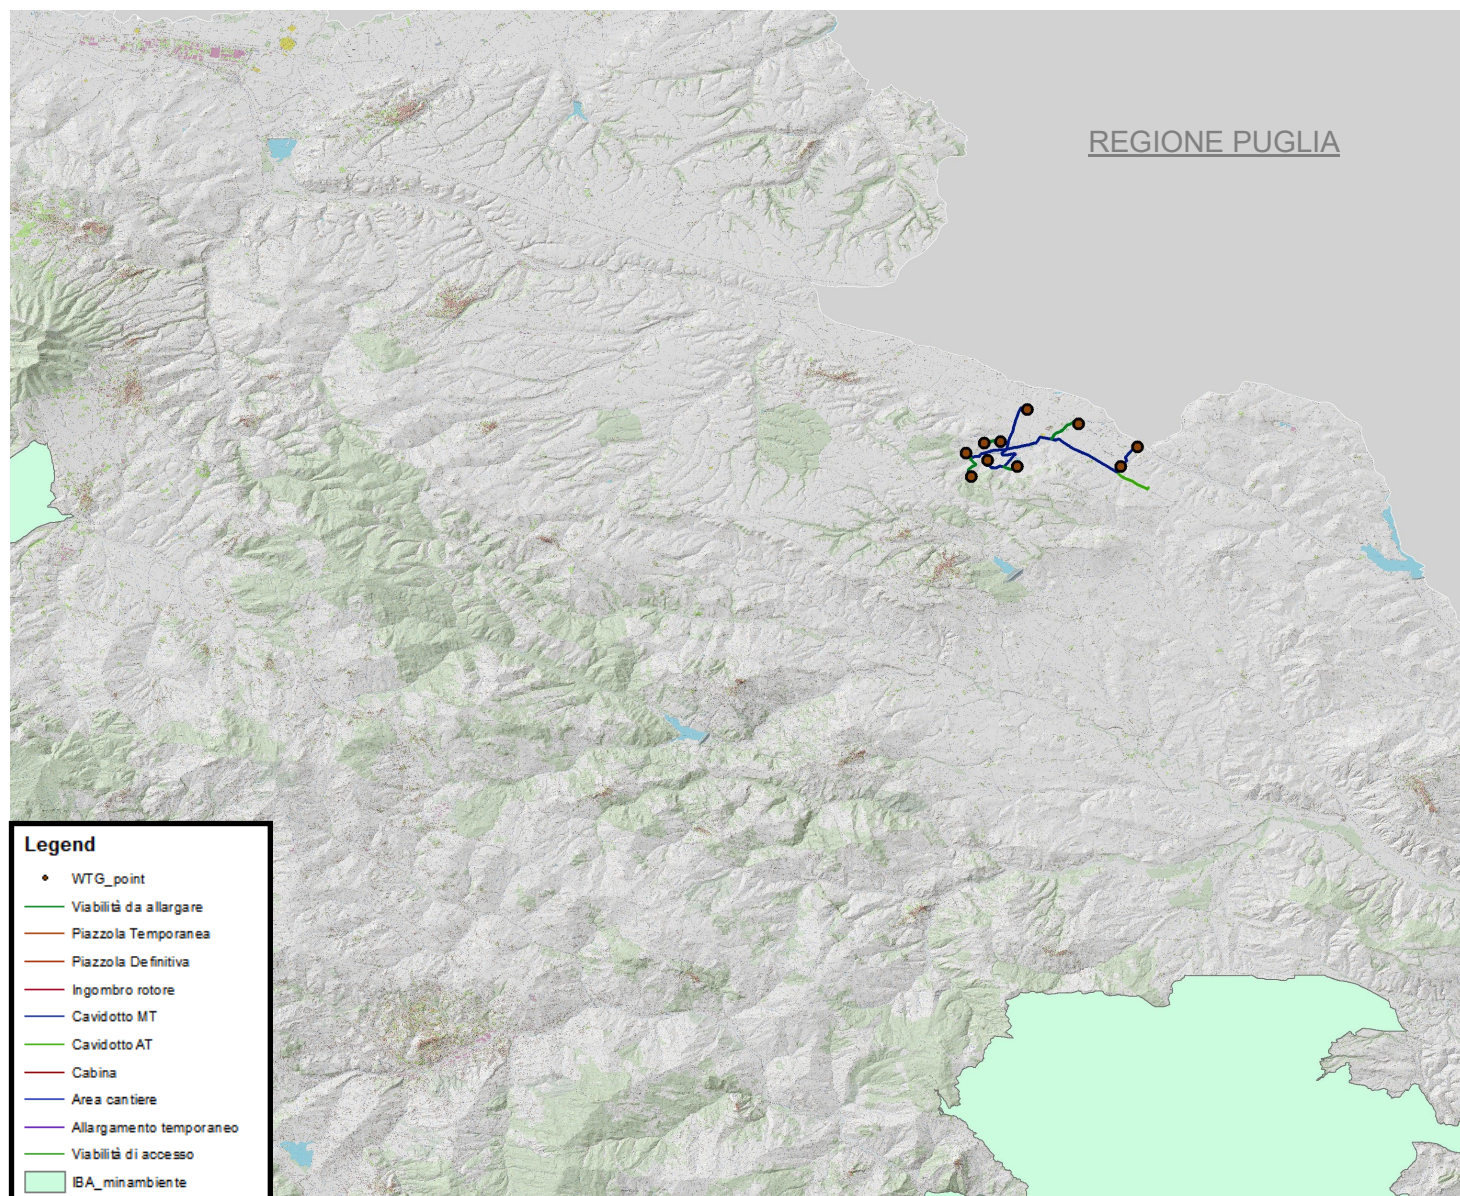 REGIONE PUGLIA
Legend
WTG_point
Viabilità da allargare
Piazzola Temporanea
Piazzola Definitiva
Ingombro rotore
Cavidotto MT
Cavidotto AT
Cabina
Area cantiere
Allargamento temporaneo
Viabilità di accesso
IBA_minambiente